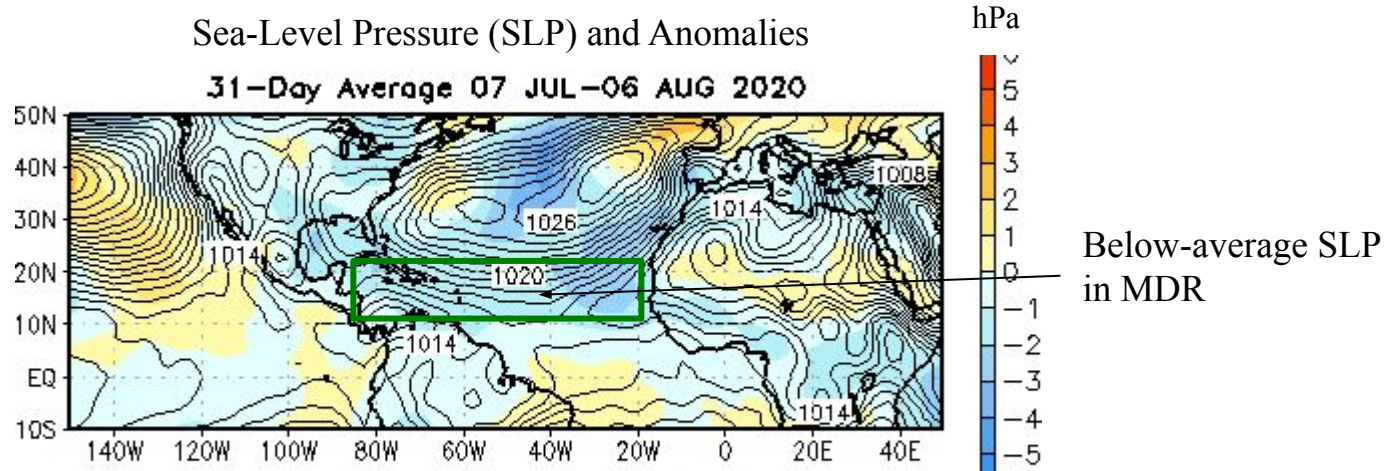 Sea-Level Pressure (SLP) and Anomalies
hPa
31-Day Average 07 JUL-06 AUG 2020
50N
40N
30N
20N
10N
EQ
10S
140W 120W 100W 80W 60W 40W 20W 0 20E 40E
1008
1014
1026
1014
1020
1014
1014
5
4
3
2
1
0
-1
-2
-3
-4
-5
Below-average SLP
in MDR